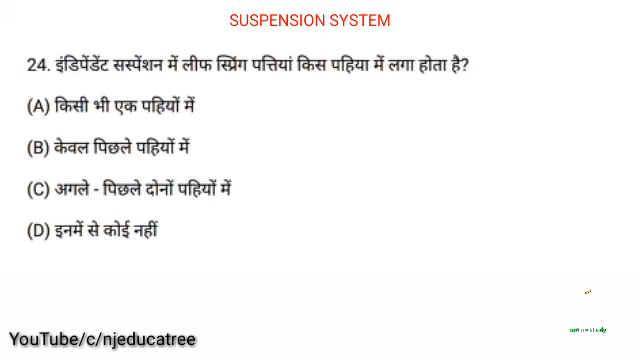 SUSPENSION SYSTEM
24. इंडिपेंडेंट सस्पेंशन में लीफ स्प्रिंग पत्तियां किस पहिया में लगा होता है?
(A) किसी भी एक पहियों में
(B) केवल पिछले पहियों में
(C) अगले - पिछले दोनों पहियों में
(D) इनमें से कोई नहीं
YouTube/c/njeducatree